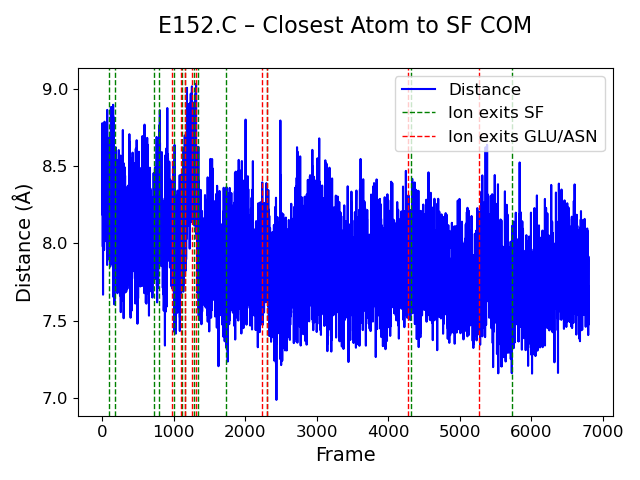 E152.C – Closest Atom to SF COM
Distance (Å)
9.0
8.5
8.0
7.5
7.0
Distance
Ion exits SF
Ion exits GLU/ASN
0
1000
2000
3000
4000
5000
6000
7000
Frame